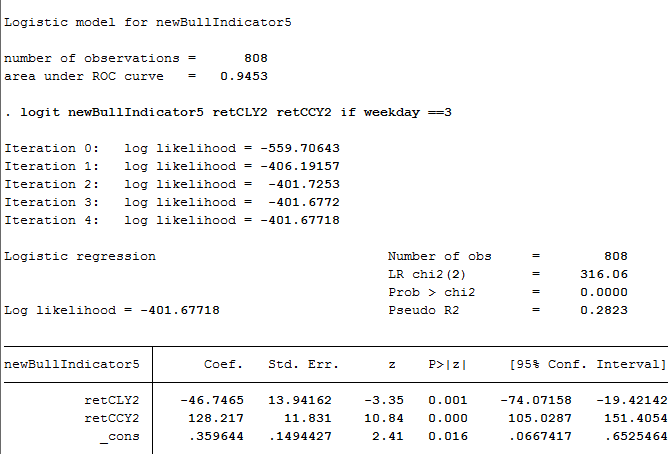 Logistic model for newBullIndicator5
number of observations = 808
area under ROC curve = 0.9453
. logit newBullIndicator5 retCLY2 retCCY2 if weekday ==3
Iteration 0: log likelihood = -559.70643
Iteration 1: log likelihood = -406.19157
Iteration 2: log likelihood = -401.7253
Iteration 3: log likelihood = -401.6772
Iteration 4: log likelihood = -401.67718
Logistic regression Number of obs = 808
LR chi2(2) = 316.06
Prob > chi2 = 0.0000
Log likelihood = -401.67718 Pseudo R2 = 0.2823
newBullIndicator5 Coef. Std. Err. z P>|z| [95% Conf. Interval]
retCLY2 -46.7465 13.94162 -3.35 0.001 -74.07158 -19.42142
retCCY2 128.217 11.831 10.84 0.000 105.0287 151.4054
_cons .359644 .1494427 2.41 0.016 .0667417 .6525464